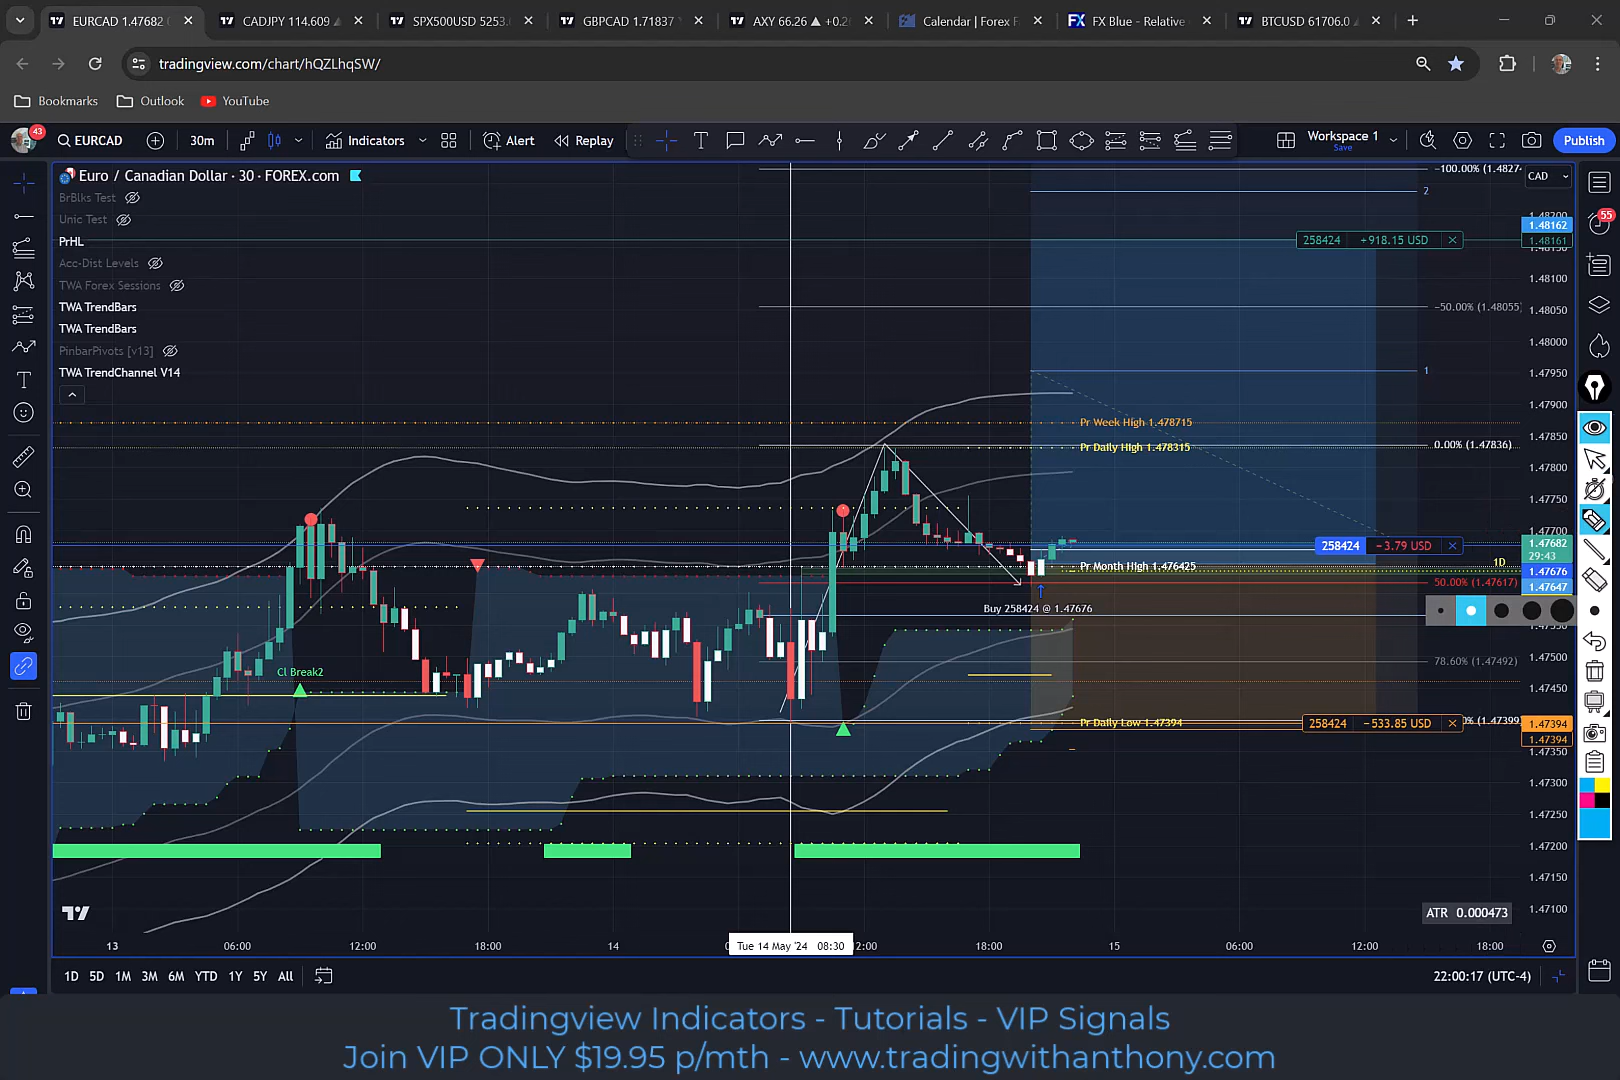 EURCAD 1.47682
CADJPY 114.609 ▲
SPX500USD 5253.
GBPCAD 1.71837
AXY 66.26 ▲ +0.2
Calendar | Forex F
FX Blue - Relative
BTCUSD 61706.0
tradingview.com/chart/hQZLhqSW/
Bookmarks
Outlook
YouTube
43
EURCAD
30m
Indicators
Alert
Replay
Workspace 1
Save
Publish
Euro / Canadian Dollar · 30 · FOREX.com
BrBlks Test
Unic Test
PrHL
Acc-Dist Levels
TWA Forex Sessions
TWA TrendBars
TWA TrendBars
PinbarPivots [v13]
TWA TrendChannel V14
CAD
55
-100.00% (1.4827
2
258424 +918.15 USD
-50.00% (1.48055)
1
Pr Week High 1.478715
Pr Daily High 1.478315
0.00% (1.47836)
258424 -3.79 USD
Pr Month High 1.476425
1D
50.00% (1.47617)
Buy 258424 @ 1.47676
78.60% (1.47492)
Cl Break2
Pr Daily Low 1.47394
258424 -533.85 USD
% (1.47399)
1.48200
1.48162
1.48161
1.48100
1.48050
1.48000
1.47950
1.47900
1.47850
1.47800
1.47750
1.47700
1.47682
29:43
1.47676
1.47647
1.47500
1.47450
1.47394
1.47394
1.47350
1.47300
1.47250
1.47200
1.47150
1.47100
ATR 0.000473
13
06:00
12:00
18:00
14
Tue 14 May '24 08:30
12:00
18:00
15
06:00
12:00
18:00
1D
5D
1M
3M
6M
YTD
1Y
5Y
All
22:00:17 (UTC-4)
Tradingview Indicators - Tutorials - VIP Signals
Join VIP ONLY $19.95 p/mth - www.tradingwithanthony.com